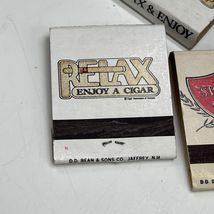 & ENJOY
RELAX
ENJOY A CIGAR
D.D. BEAN & SONS CO. JAFFREY, N.H.
D.D. B